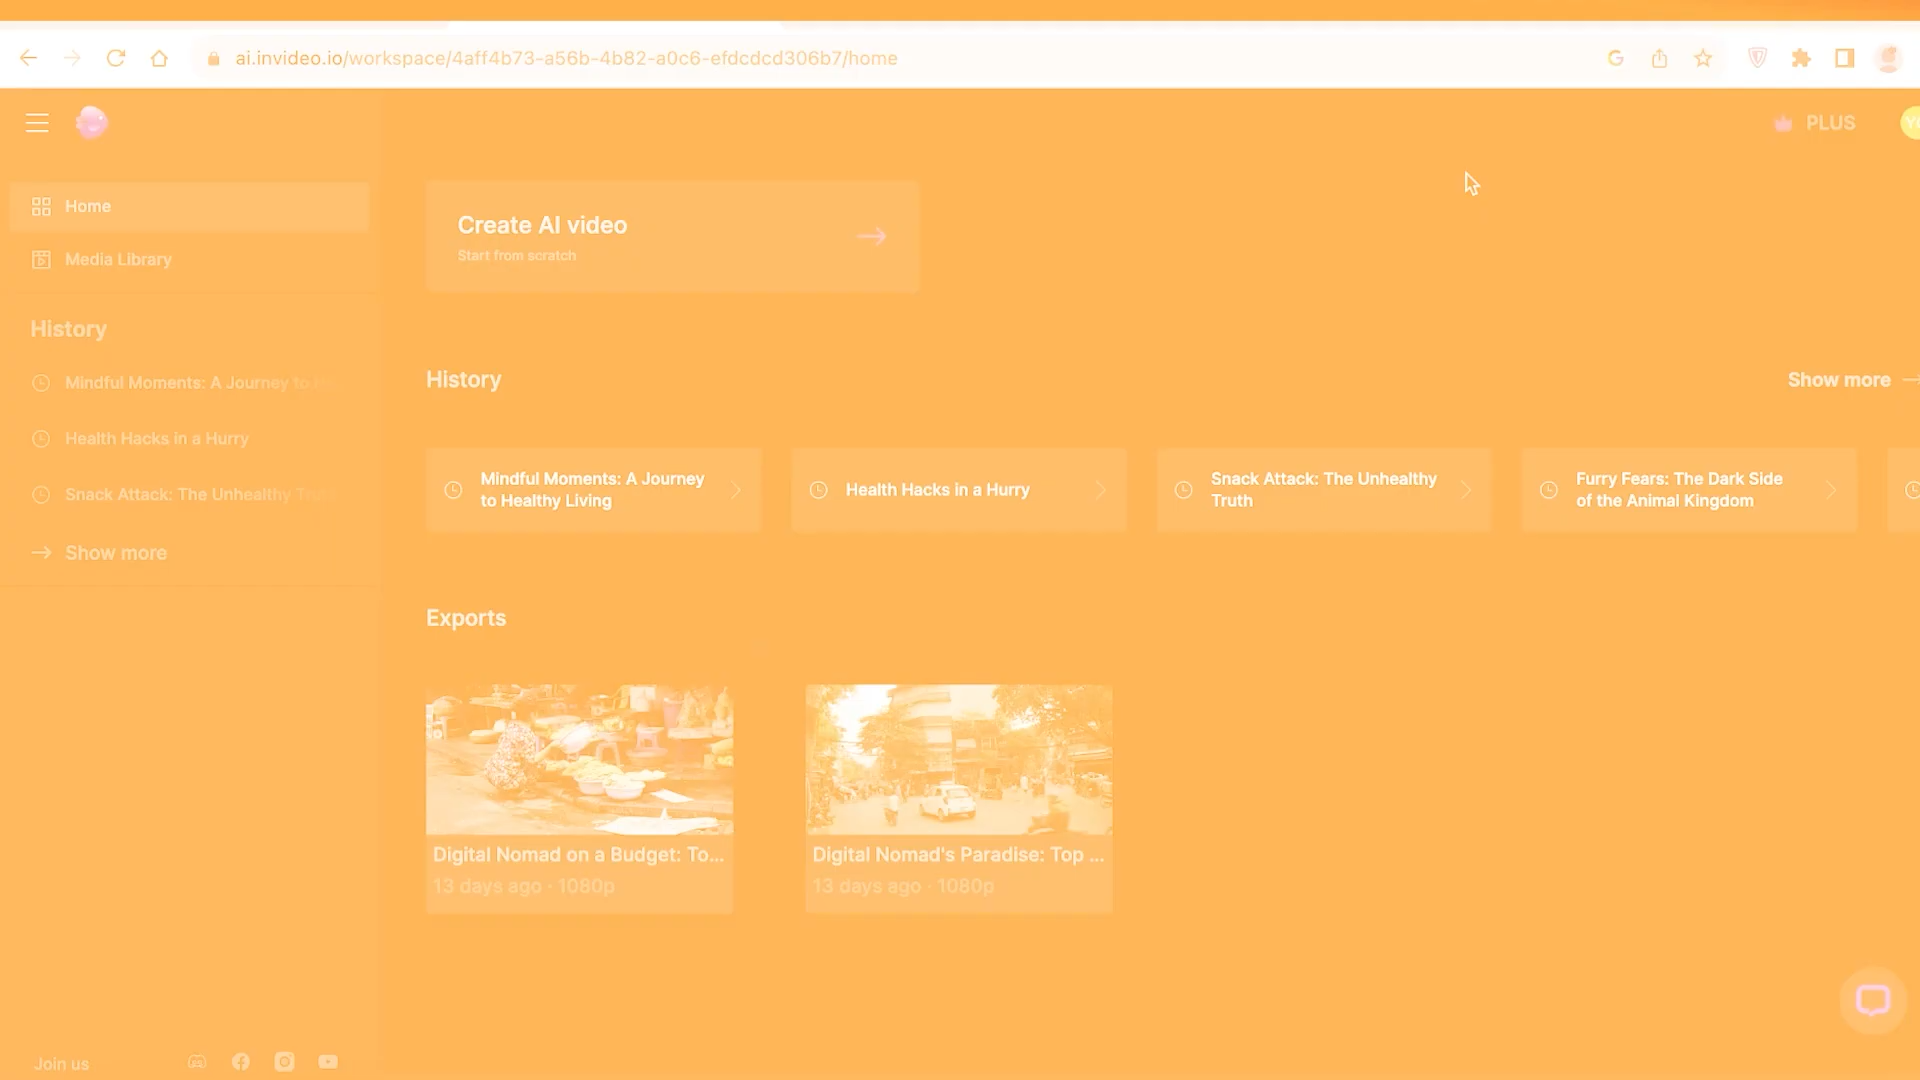 ai.invideo.io/workspace/4aff4b73-a56b-4b82-a0c6-efdcdcd306b7/home
PLUS
Home
Media Library
History
Mindful Moments: A Journey to
Health Hacks in a Hurry
Snack Attack: The Unhealthy
Show more
Create AI video
Start from scratch
History
Show more
Mindful Moments: A Journey
to Healthy Living
Health Hacks in a Hurry
Snack Attack: The Unhealthy
Truth
Furry Fears: The Dark Side
of the Animal Kingdom
Exports
Digital Nomad on a Budget: To...
13 days ago · 1080p
Digital Nomad's Paradise: Top ...
13 days ago · 1080p
Join us